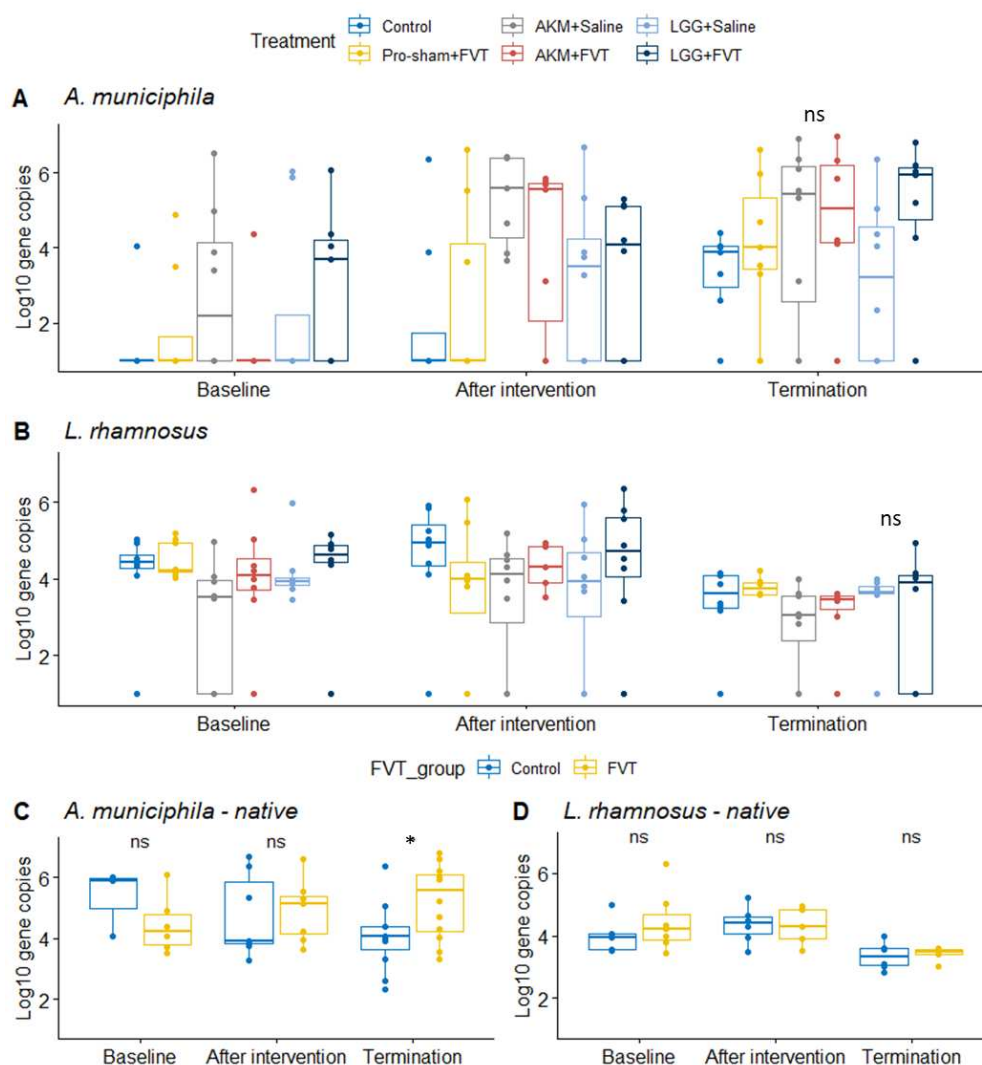 Treatment
Control
AKM+Saline
LGG+Saline
Pro-sham+FVT
AKM+FVT
LGG+FVT
A A. municiphila
ns
Log10 gene copies
6
4
2
Baseline After intervention Termination
B L. rhamnosus
ns
Log10 gene copies
6
4
2
Baseline After intervention Termination
FVT_group Control FVT
C A. municiphila - native
ns ns *
Log10 gene copies
6
4
2
Baseline After intervention Termination
D L. rhamnosus - native
ns ns ns
Log10 gene copies
6
4
2
Baseline After intervention Termination